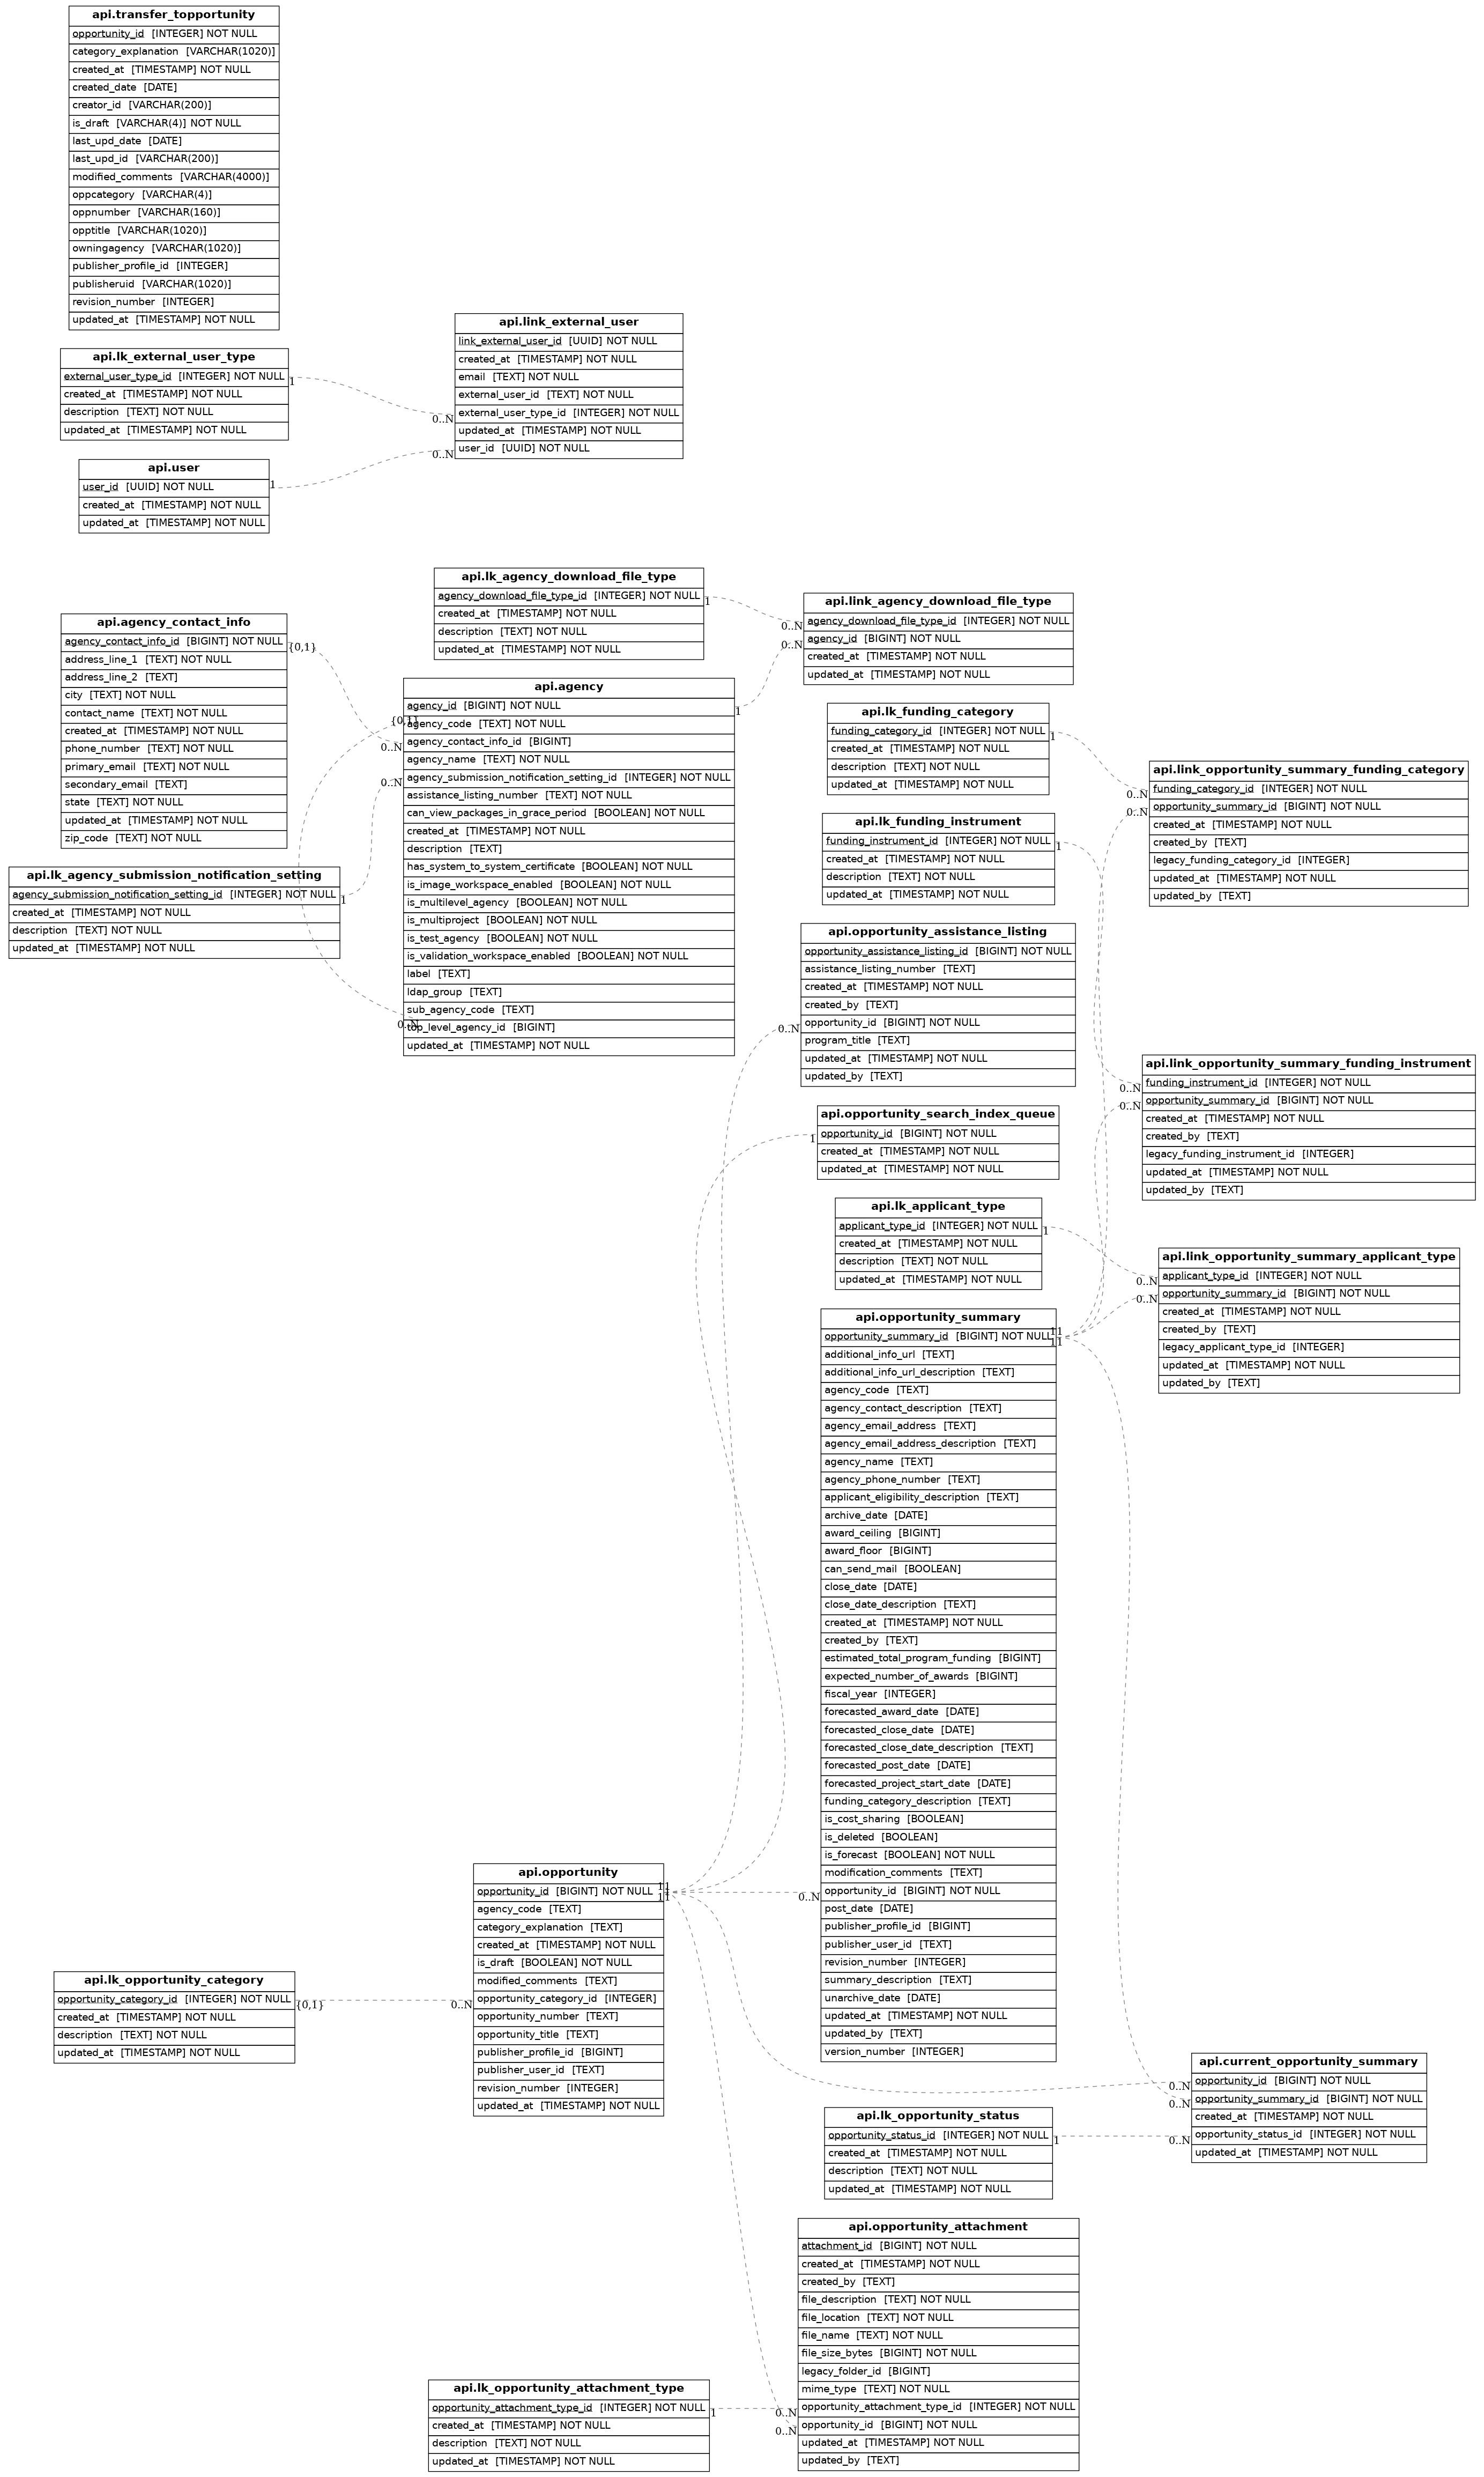 api.transfer_topportunity
opportunity_id [INTEGER] NOT NULL
category_explanation [VARCHAR(1020)]
created_at [TIMESTAMP] NOT NULL
created_date [DATE]
creator_id [VARCHAR(200)]
is_draft [VARCHAR(4)] NOT NULL
last_upd_date [DATE]
last_upd_id [VARCHAR(200)]
modified_comments [VARCHAR(4000)]
oppcategory [VARCHAR(4)]
oppnumber [VARCHAR(160)]
opptitle [VARCHAR(1020)]
owningagency [VARCHAR(1020)]
publisher_profile_id [INTEGER]
publisheruid [VARCHAR(1020)]
revision_number [INTEGER]
updated_at [TIMESTAMP] NOT NULL
api.lk_external_user_type
external_user_type_id [INTEGER] NOT NULL
created_at [TIMESTAMP] NOT NULL
description [TEXT] NOT NULL
updated_at [TIMESTAMP] NOT NULL
1
0..N
api.link_external_user
link_external_user_id [UUID] NOT NULL
created_at [TIMESTAMP] NOT NULL
email [TEXT] NOT NULL
external_user_id [TEXT] NOT NULL
external_user_type_id [INTEGER] NOT NULL
updated_at [TIMESTAMP] NOT NULL
user_id [UUID] NOT NULL
api.user
user_id [UUID] NOT NULL
created_at [TIMESTAMP] NOT NULL
updated_at [TIMESTAMP] NOT NULL
1
0..N
api.agency_contact_info
agency_contact_info_id [BIGINT] NOT NULL
address_line_1 [TEXT] NOT NULL
address_line_2 [TEXT]
city [TEXT] NOT NULL
contact_name [TEXT] NOT NULL
created_at [TIMESTAMP] NOT NULL
phone_number [TEXT] NOT NULL
primary_email [TEXT] NOT NULL
secondary_email [TEXT]
state [TEXT] NOT NULL
updated_at [TIMESTAMP] NOT NULL
zip_code [TEXT] NOT NULL
{0,1}
0..N
api.lk_agency_submission_notification_setting
agency_submission_notification_setting_id [INTEGER] NOT NULL
created_at [TIMESTAMP] NOT NULL
description [TEXT] NOT NULL
updated_at [TIMESTAMP] NOT NULL
1
0..N
api.lk_agency_download_file_type
agency_download_file_type_id [INTEGER] NOT NULL
created_at [TIMESTAMP] NOT NULL
description [TEXT] NOT NULL
updated_at [TIMESTAMP] NOT NULL
1
0..N
api.agency
agency_id [BIGINT] NOT NULL
agency_code [TEXT] NOT NULL
agency_contact_info_id [BIGINT]
agency_name [TEXT] NOT NULL
agency_submission_notification_setting_id [INTEGER] NOT NULL
assistance_listing_number [TEXT] NOT NULL
can_view_packages_in_grace_period [BOOLEAN] NOT NULL
created_at [TIMESTAMP] NOT NULL
description [TEXT]
has_system_to_system_certificate [BOOLEAN] NOT NULL
is_image_workspace_enabled [BOOLEAN] NOT NULL
is_multilevel_agency [BOOLEAN] NOT NULL
is_multiproject [BOOLEAN] NOT NULL
is_test_agency [BOOLEAN] NOT NULL
is_validation_workspace_enabled [BOOLEAN] NOT NULL
label [TEXT]
ldap_group [TEXT]
sub_agency_code [TEXT]
top_level_agency_id [BIGINT]
updated_at [TIMESTAMP] NOT NULL
{0,1}
0..N
1
0..N
api.link_agency_download_file_type
agency_download_file_type_id [INTEGER] NOT NULL
agency_id [BIGINT] NOT NULL
created_at [TIMESTAMP] NOT NULL
updated_at [TIMESTAMP] NOT NULL
api.lk_funding_category
funding_category_id [INTEGER] NOT NULL
created_at [TIMESTAMP] NOT NULL
description [TEXT] NOT NULL
updated_at [TIMESTAMP] NOT NULL
1
0..N
0..N
api.link_opportunity_summary_funding_category
funding_category_id [INTEGER] NOT NULL
opportunity_summary_id [BIGINT] NOT NULL
created_at [TIMESTAMP] NOT NULL
created_by [TEXT]
legacy_funding_category_id [INTEGER]
updated_at [TIMESTAMP] NOT NULL
updated_by [TEXT]
api.lk_funding_instrument
funding_instrument_id [INTEGER] NOT NULL
created_at [TIMESTAMP] NOT NULL
description [TEXT] NOT NULL
updated_at [TIMESTAMP] NOT NULL
1
api.opportunity_assistance_listing
opportunity_assistance_listing_id [BIGINT] NOT NULL
assistance_listing_number [TEXT]
created_at [TIMESTAMP] NOT NULL
created_by [TEXT]
opportunity_id [BIGINT] NOT NULL
program_title [TEXT]
updated_at [TIMESTAMP] NOT NULL
updated_by [TEXT]
0..N
0..N
0..N
api.link_opportunity_summary_funding_instrument
funding_instrument_id [INTEGER] NOT NULL
opportunity_summary_id [BIGINT] NOT NULL
created_at [TIMESTAMP] NOT NULL
created_by [TEXT]
legacy_funding_instrument_id [INTEGER]
updated_at [TIMESTAMP] NOT NULL
updated_by [TEXT]
api.opportunity_search_index_queue
opportunity_id [BIGINT] NOT NULL
created_at [TIMESTAMP] NOT NULL
updated_at [TIMESTAMP] NOT NULL
1
api.lk_applicant_type
applicant_type_id [INTEGER] NOT NULL
created_at [TIMESTAMP] NOT NULL
description [TEXT] NOT NULL
updated_at [TIMESTAMP] NOT NULL
1
0..N
0..N
api.link_opportunity_summary_applicant_type
applicant_type_id [INTEGER] NOT NULL
opportunity_summary_id [BIGINT] NOT NULL
created_at [TIMESTAMP] NOT NULL
created_by [TEXT]
legacy_applicant_type_id [INTEGER]
updated_at [TIMESTAMP] NOT NULL
updated_by [TEXT]
api.opportunity_summary
opportunity_summary_id [BIGINT] NOT NULL
additional_info_url [TEXT]
additional_info_url_description [TEXT]
agency_code [TEXT]
agency_contact_description [TEXT]
agency_email_address [TEXT]
agency_email_address_description [TEXT]
agency_name [TEXT]
agency_phone_number [TEXT]
applicant_eligibility_description [TEXT]
archive_date [DATE]
award_ceiling [BIGINT]
award_floor [BIGINT]
can_send_mail [BOOLEAN]
close_date [DATE]
close_date_description [TEXT]
created_at [TIMESTAMP] NOT NULL
created_by [TEXT]
estimated_total_program_funding [BIGINT]
expected_number_of_awards [BIGINT]
fiscal_year [INTEGER]
forecasted_award_date [DATE]
forecasted_close_date [DATE]
forecasted_close_date_description [TEXT]
forecasted_post_date [DATE]
forecasted_project_start_date [DATE]
funding_category_description [TEXT]
is_cost_sharing [BOOLEAN]
is_deleted [BOOLEAN]
is_forecast [BOOLEAN] NOT NULL
modification_comments [TEXT]
opportunity_id [BIGINT] NOT NULL
post_date [DATE]
publisher_profile_id [BIGINT]
publisher_user_id [TEXT]
revision_number [INTEGER]
summary_description [TEXT]
unarchive_date [DATE]
updated_at [TIMESTAMP] NOT NULL
updated_by [TEXT]
version_number [INTEGER]
11
11
0..N
api.opportunity
opportunity_id [BIGINT] NOT NULL
agency_code [TEXT]
category_explanation [TEXT]
created_at [TIMESTAMP] NOT NULL
is_draft [BOOLEAN] NOT NULL
modified_comments [TEXT]
opportunity_category_id [INTEGER]
opportunity_number [TEXT]
opportunity_title [TEXT]
publisher_profile_id [BIGINT]
publisher_user_id [TEXT]
revision_number [INTEGER]
updated_at [TIMESTAMP] NOT NULL
11
1
11
api.lk_opportunity_category
opportunity_category_id [INTEGER] NOT NULL
created_at [TIMESTAMP] NOT NULL
description [TEXT] NOT NULL
updated_at [TIMESTAMP] NOT NULL
{0,1}
0..N
api.current_opportunity_summary
opportunity_id [BIGINT] NOT NULL
opportunity_summary_id [BIGINT] NOT NULL
created_at [TIMESTAMP] NOT NULL
opportunity_status_id [INTEGER] NOT NULL
updated_at [TIMESTAMP] NOT NULL
0..N
0..N
api.lk_opportunity_status
opportunity_status_id [INTEGER] NOT NULL
created_at [TIMESTAMP] NOT NULL
description [TEXT] NOT NULL
updated_at [TIMESTAMP] NOT NULL
1
0..N
api.opportunity_attachment
attachment_id [BIGINT] NOT NULL
created_at [TIMESTAMP] NOT NULL
created_by [TEXT]
file_description [TEXT] NOT NULL
file_location [TEXT] NOT NULL
file_name [TEXT] NOT NULL
file_size_bytes [BIGINT] NOT NULL
legacy_folder_id [BIGINT]
mime_type [TEXT] NOT NULL
opportunity_attachment_type_id [INTEGER] NOT NULL
opportunity_id [BIGINT] NOT NULL
updated_at [TIMESTAMP] NOT NULL
updated_by [TEXT]
api.lk_opportunity_attachment_type
opportunity_attachment_type_id [INTEGER] NOT NULL
created_at [TIMESTAMP] NOT NULL
description [TEXT] NOT NULL
updated_at [TIMESTAMP] NOT NULL
1
0..N
0..N